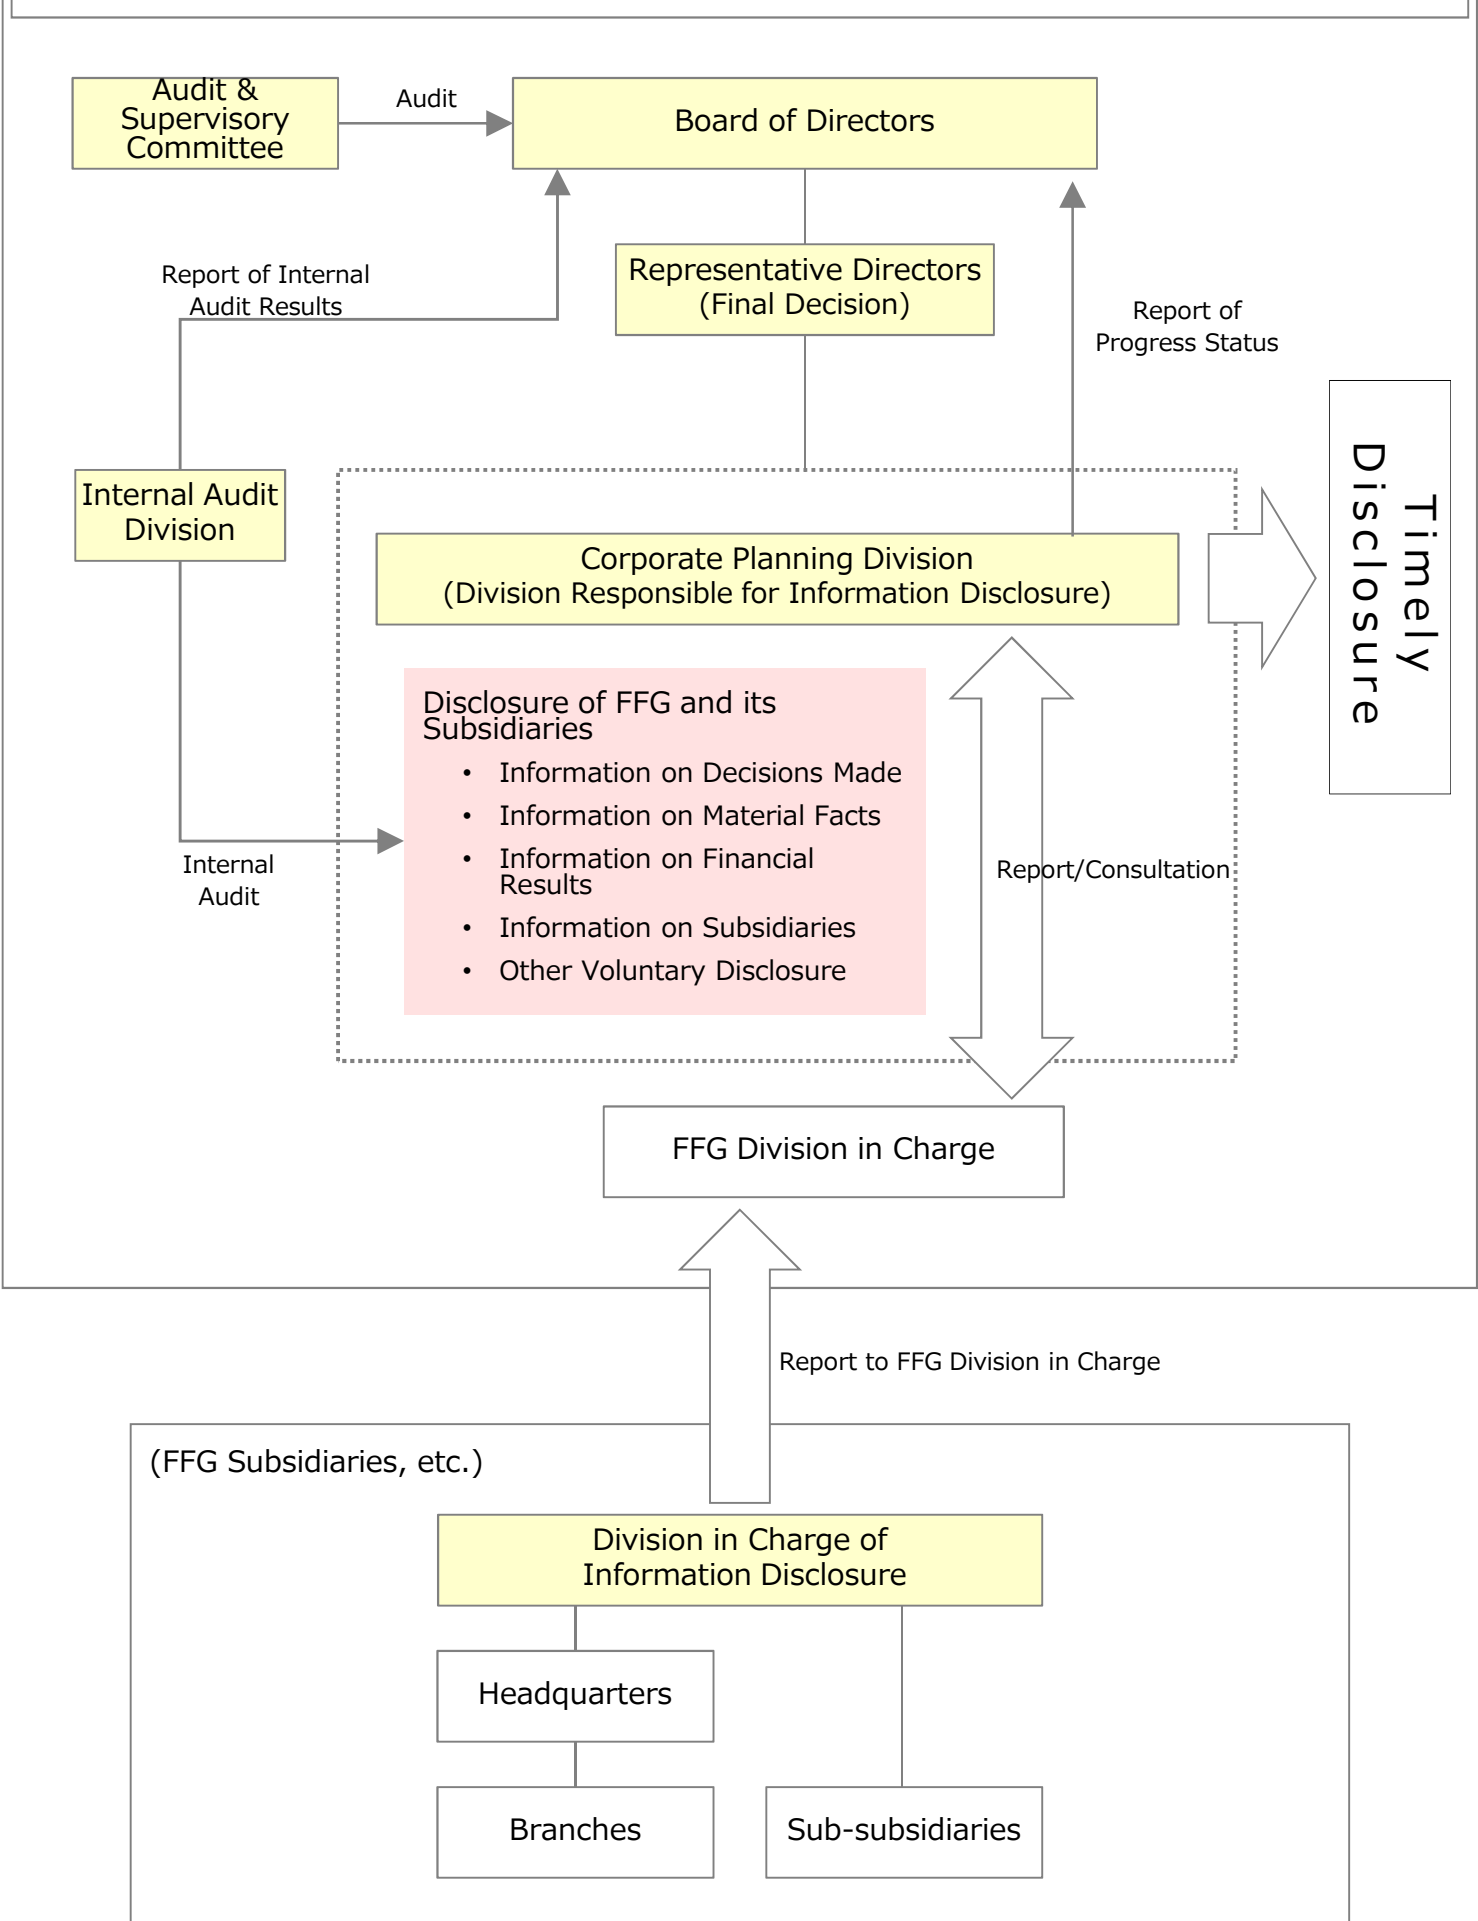 Audit &
Supervisory
Committee
Audit
Board of Directors
Report of Internal
Audit Results
Representative Directors
(Final Decision)
Report of
Progress Status
Timely
Disclosure
Internal Audit
Division
Corporate Planning Division
(Division Responsible for Information Disclosure)
Disclosure of FFG and its
Subsidiaries
• Information on Decisions Made
• Information on Material Facts
• Information on Financial
Results
• Information on Subsidiaries
• Other Voluntary Disclosure
Internal
Audit
Report/Consultation
FFG Division in Charge
Report to FFG Division in Charge
(FFG Subsidiaries, etc.)
Division in Charge of
Information Disclosure
Headquarters
Branches
Sub-subsidiaries